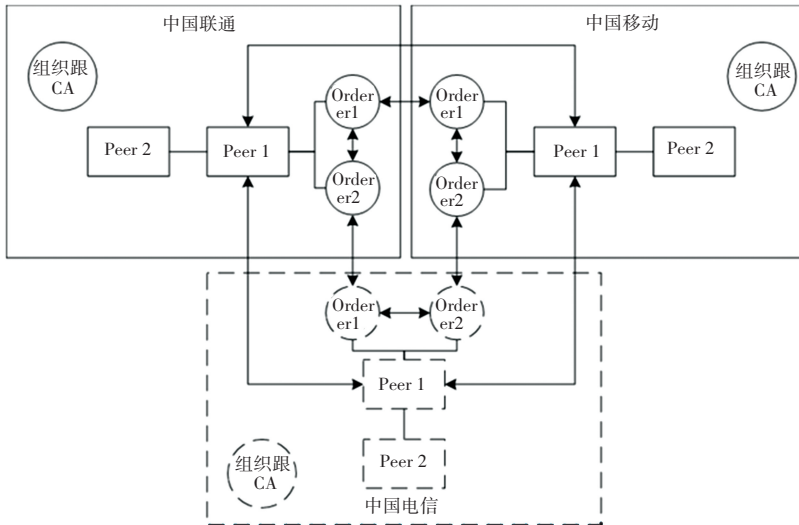 中国联通
组织跟
CA
Peer 2
Peer 1
Order
er1
Order
er2
中国移动
组织跟
CA
Order
er1
Order
er2
Peer 1
Peer 2
Order
er1
Order
er2
Peer 1
Peer 2
组织跟
CA
中国电信